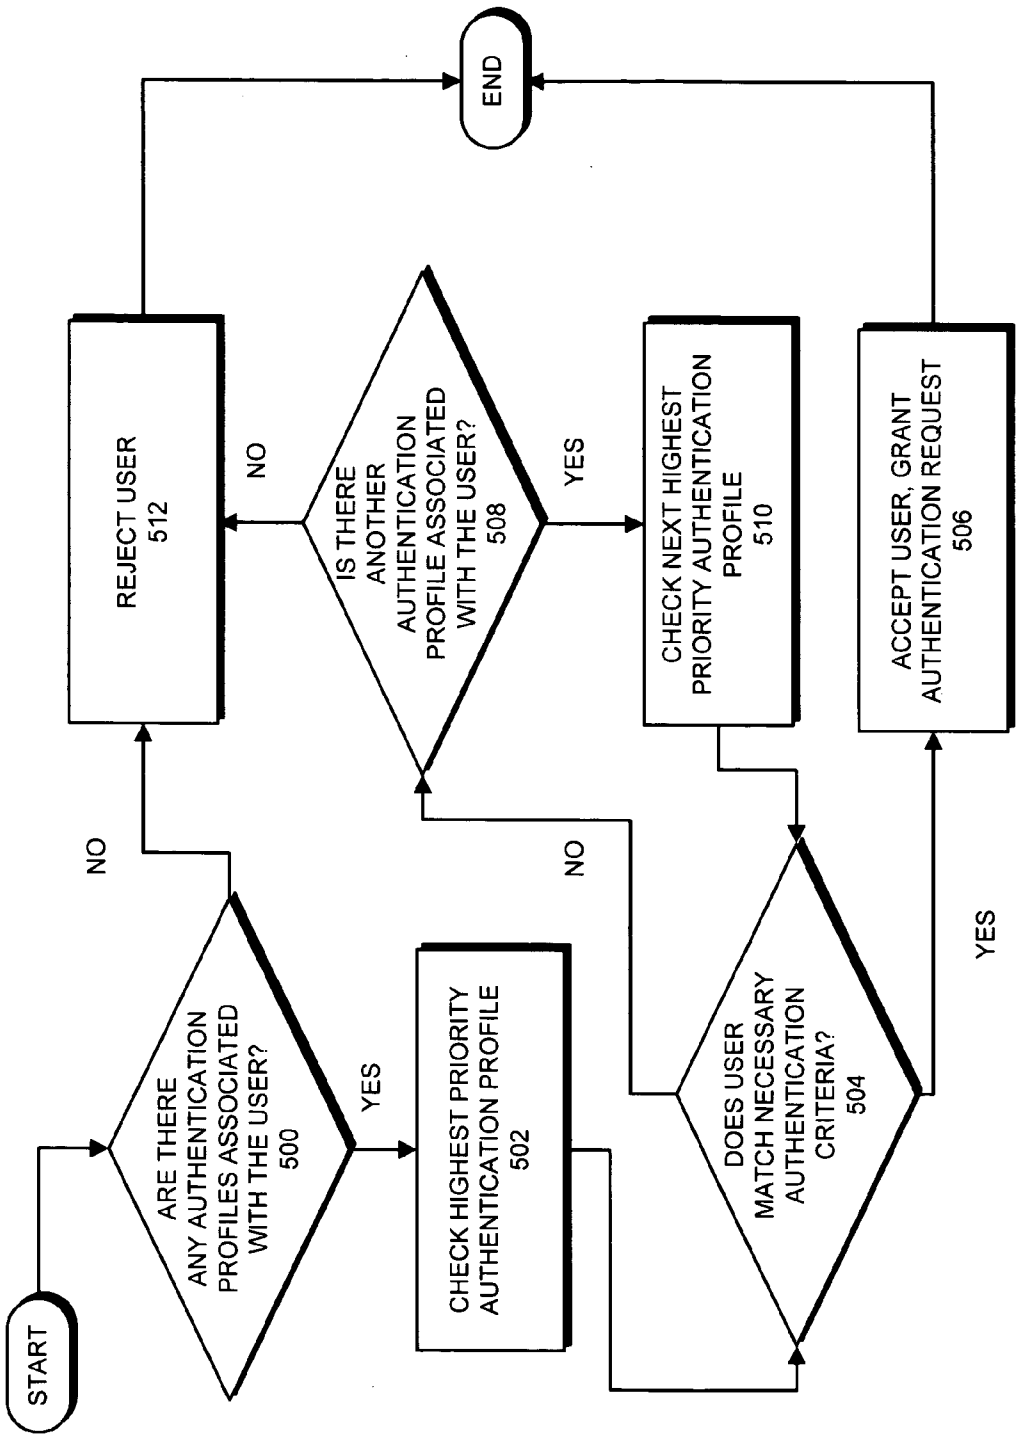 START
ARE THERE
ANY AUTHENTICATION
PROFILES ASSOCIATED
WITH THE USER?
500
NO
YES
CHECK HIGHEST PRIORITY
AUTHENTICATION PROFILE
502
DOES USER
MATCH NECESSARY
AUTHENTICATION
CRITERIA?
504
NO
YES
REJECT USER
512
NO
IS THERE
ANOTHER
AUTHENTICATION
PROFILE ASSOCIATED
WITH THE USER?
508
YES
CHECK NEXT HIGHEST
PRIORITY AUTHENTICATION
PROFILE
510
ACCEPT USER, GRANT
AUTHENTICATION REQUEST
506
END